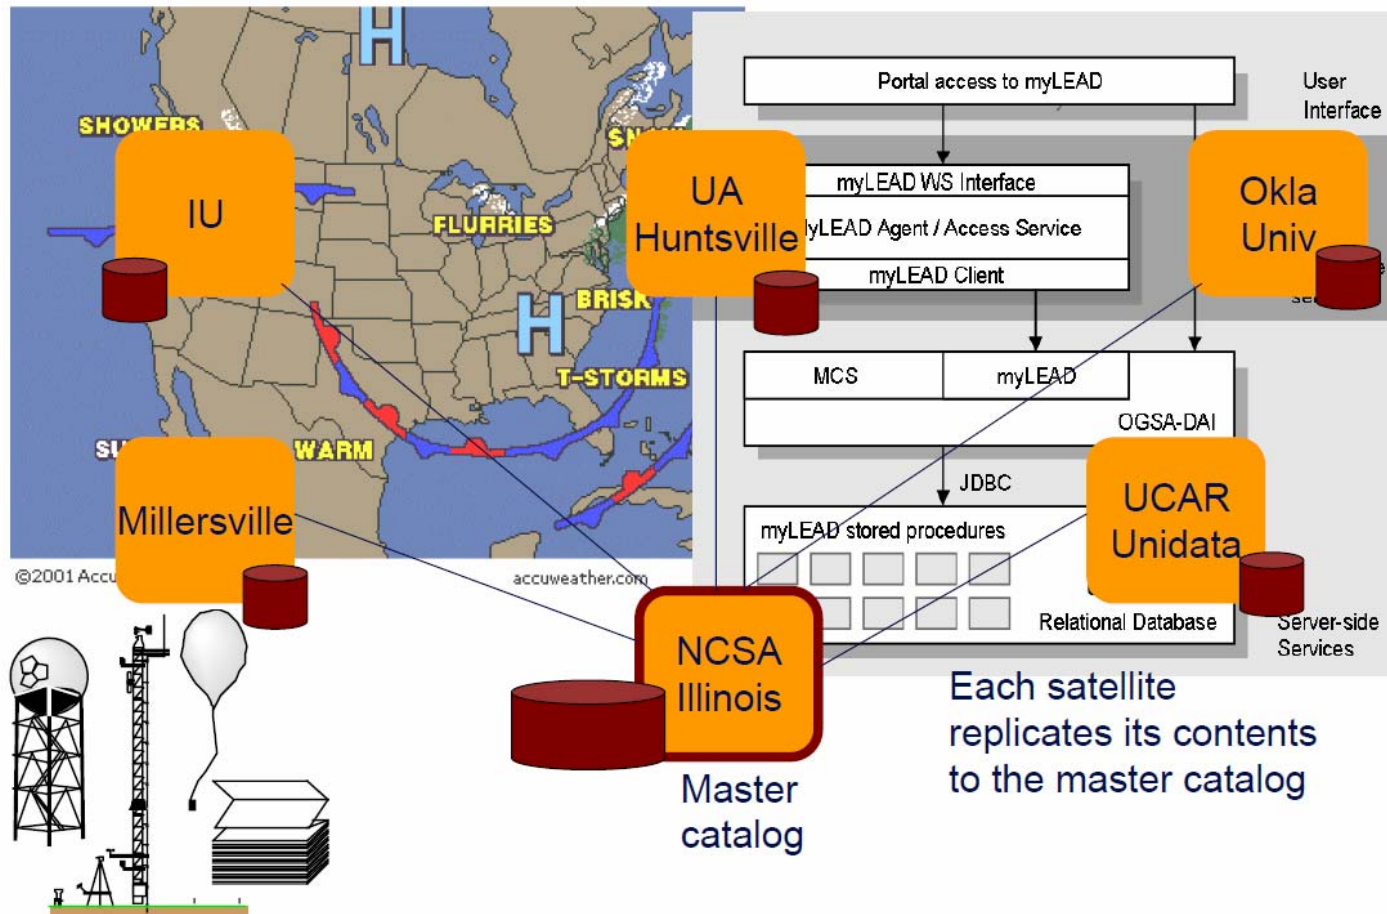 H
SHOWERS
FLURRIES
BRISK
H
T-STORMS
WARM
©2001
accuweather.com
IU
UA
Huntsville
Okla
Univ
Millersville
UCAR
Unidata
NCSA
Illinois
Master
catalog
Portal access to myLEAD
User
Interface
myLEAD WS Interface
Agent / Access Service
myLEAD Client
MCS
myLEAD
OGSA-DAI
JDBC
myLEAD stored procedures
Relational Database
Server-side
Services
Each satellite
replicates its contents
to the master catalog